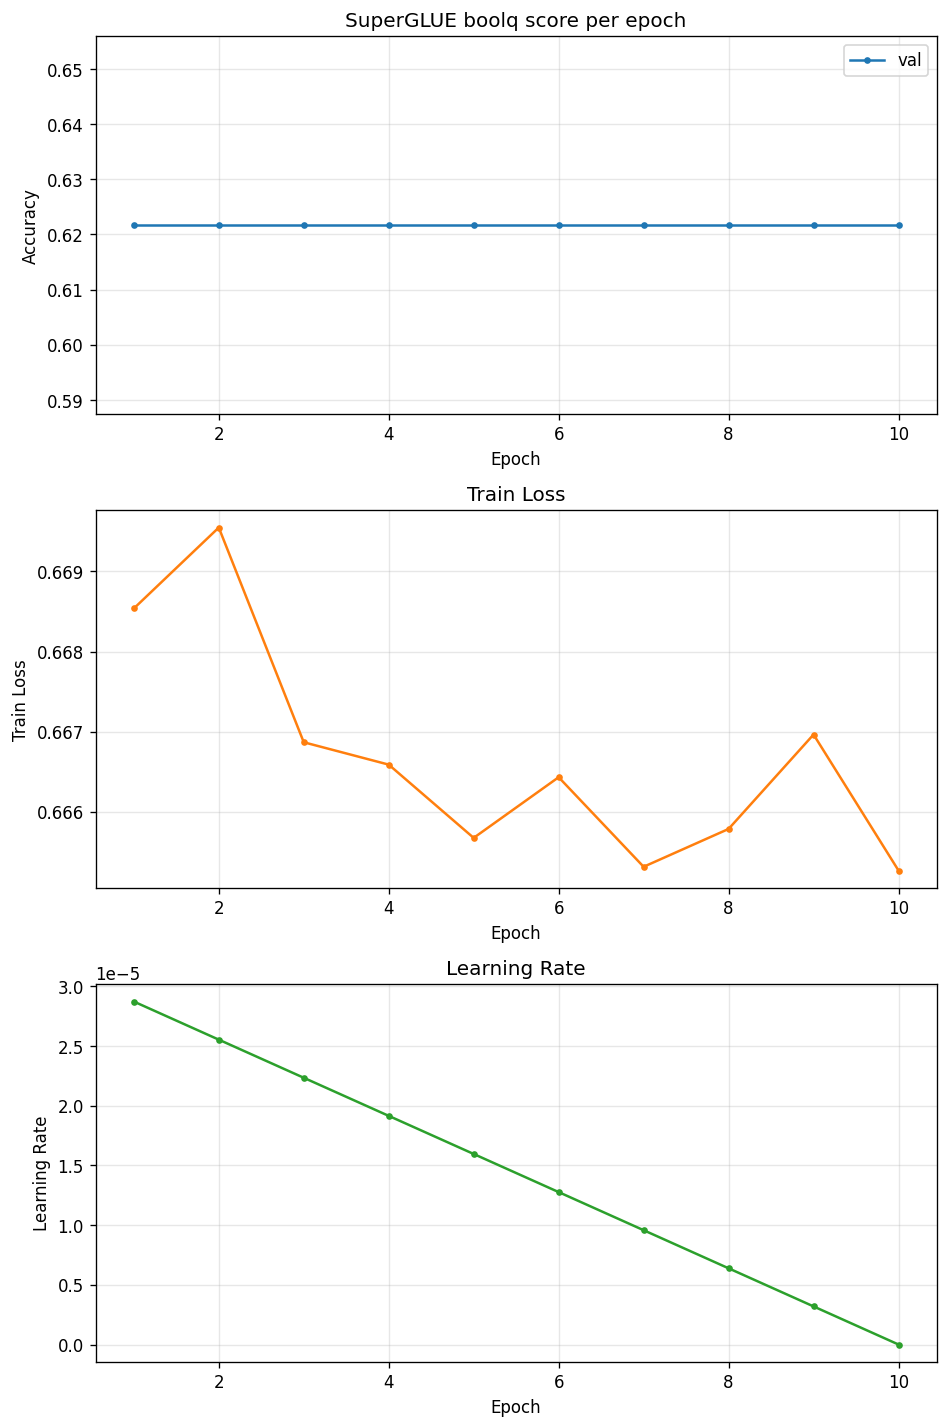 SuperGLUE boolq score per epoch
val
0.65
0.64
0.63
0.62
0.61
0.60
0.59
Accuracy
2 4 6 8 10
Epoch
Train Loss
0.669
0.668
0.667
0.666
Train Loss
2 4 6 8 10
Epoch
Learning Rate
1e−5
3.0
2.5
2.0
1.5
1.0
0.5
0.0
Learning Rate
2 4 6 8 10
Epoch